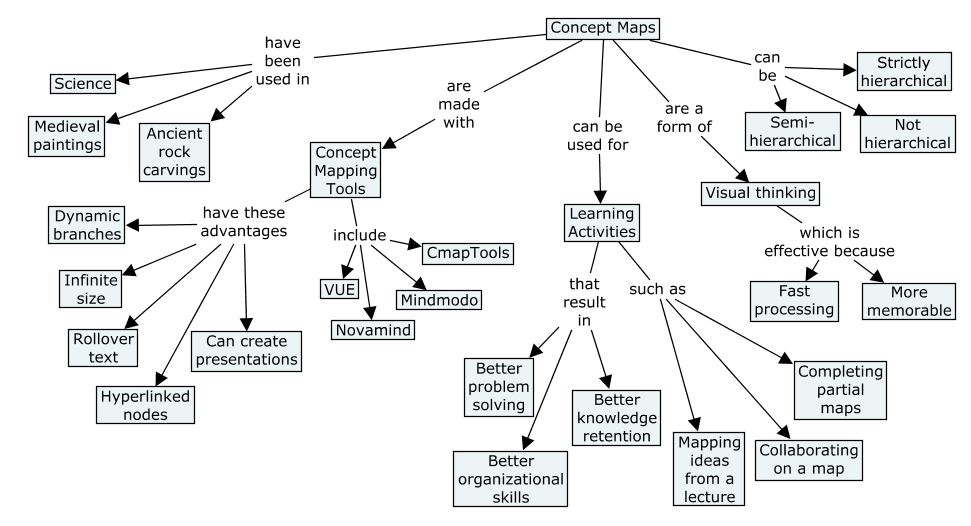 Concept Maps
have
been
used in
Science
Medieval
paintings
Ancient
rock
carvings
are
made
with
Concept
Mapping
Tools
have these
advantages
Dynamic
branches
Infinite
size
Rollover
text
Hyperlinked
nodes
Can create
presentations
include
VUE
Novamind
Mindmodo
CmapTools
can be
used for
Learning
Activities
that
result
in
Better
problem
solving
Better
organizational
skills
Better
knowledge
retention
such as
Mapping
ideas
from a
lecture
Collaborating
on a map
Completing
partial
maps
are a
form of
Visual thinking
which is
effective because
Fast
processing
More
memorable
can
be
Strictly
hierarchical
Semi-
hierarchical
Not
hierarchical